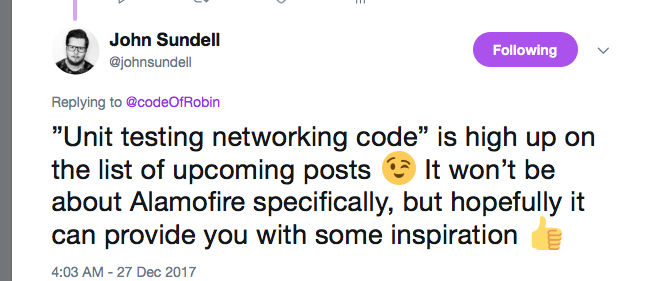 John Sundell
Following
@johnsundell
Replying to @codeOfRobin
”Unit testing networking code” is high up on
the list of upcoming posts 😉 It won’t be
about Alamofire specifically, but hopefully it
can provide you with some inspiration 👍
4:03 AM - 27 Dec 2017